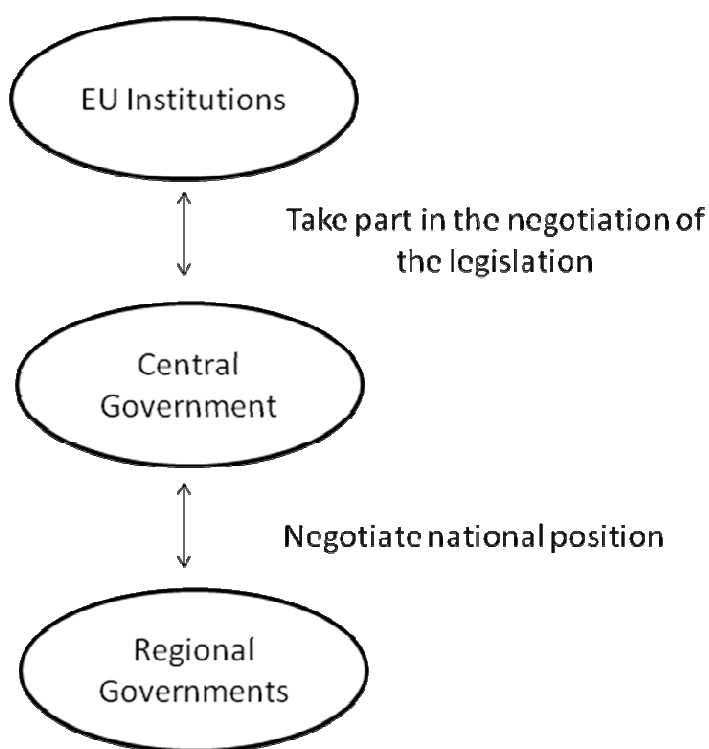 EU Institutions
Take part in the negotiation of
the legislation
Central
Government
Negotiate national position
Regional
Governments